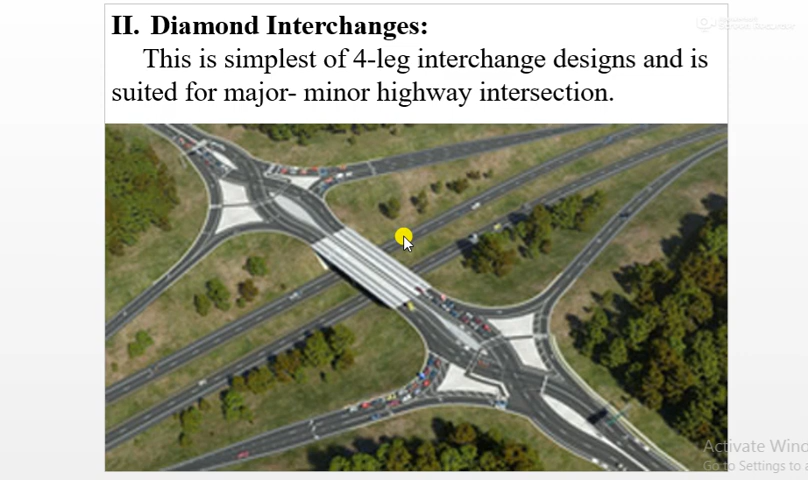 II. Diamond Interchanges:
This is simplest of 4-leg interchange designs and is
suited for major- minor highway intersection.
Activate Wind
Go to Settings to a